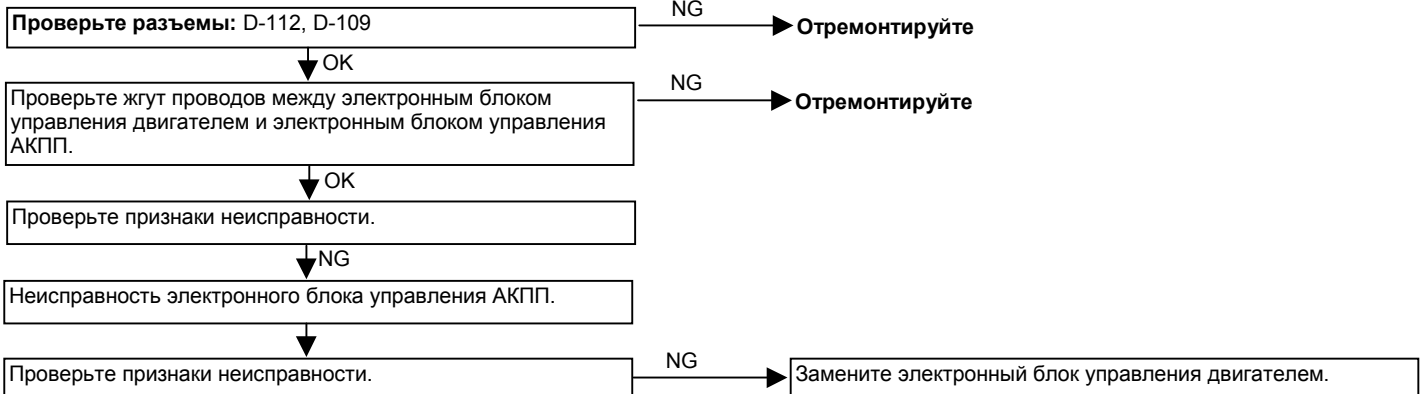 Проверьте разъемы: D-112, D-109
NG
Отремонтируйте
OK
Проверьте жгут проводов между электронным блоком
управления двигателем и электронным блоком управления
АКПП.
NG
Отремонтируйте
OK
Проверьте признаки неисправности.
NG
Неисправность электронного блока управления АКПП.
Проверьте признаки неисправности.
NG
Замените электронный блок управления двигателем.